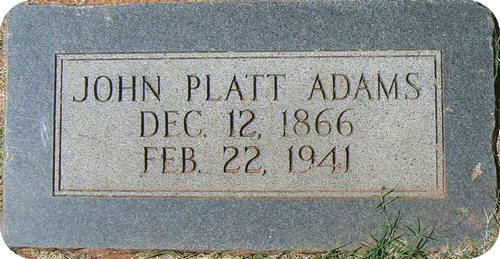 JOHN PLATT ADAMS
DEC. 12, 1866
FEB. 22, 1941